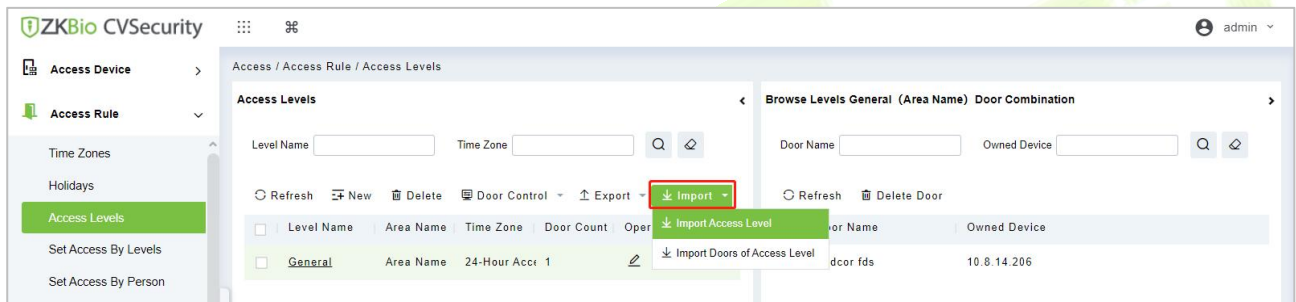 ZKBio CVSecurity admin
Access Device
Access Rule
Time Zones
Holidays
Access Levels
Set Access By Levels
Set Access By Person
Access / Access Rule / Access Levels
Access Levels
Level Name Time Zone
Refresh New Delete Door Control Export Import
Import Access Level
Import Doors of Access Level
Level Name Area Name Time Zone Door Count Oper
General Area Name 24-Hour Acce 1
Browse Levels General (Area Name) Door Combination
Door Name Owned Device
Refresh Delete Door
or Name Owned Device
dcor fds 10.8.14.206